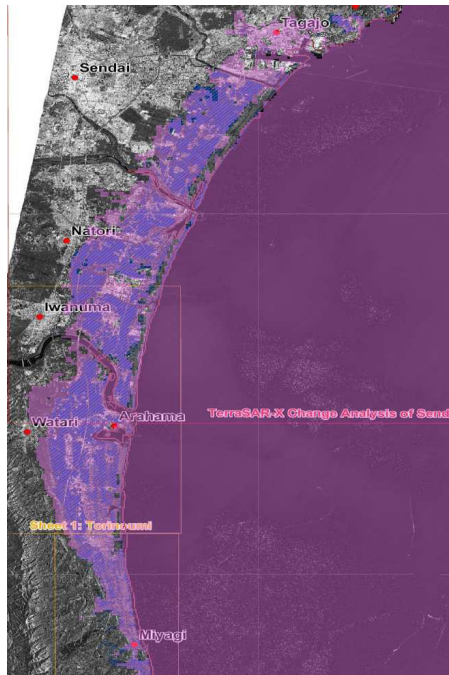 Tagajo
Sendai
Natori
Iwanuma
Arahama
TerraSAR-X Change Analysis of Send
Watari
Sheet 1: Torinoumi
Miyagi